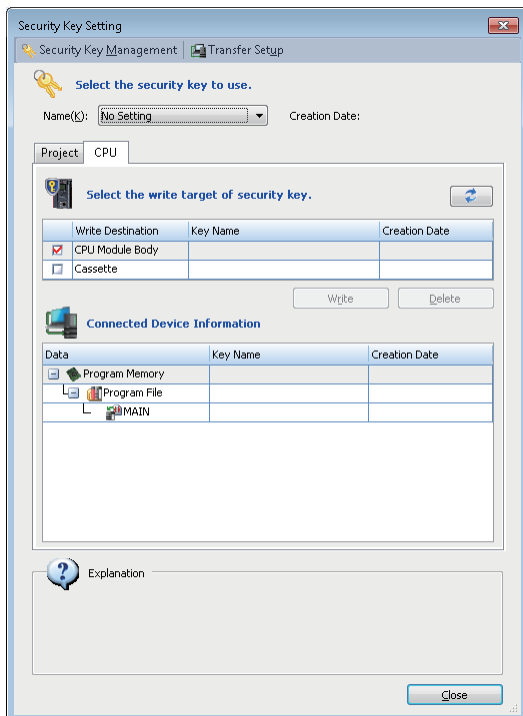 Security Key Setting
Security Key Management Transfer Setup
Select the security key to use.
Name(K): No Setting Creation Date:
Project CPU
Select the write target of security key.
Write Destination Key Name Creation Date
CPU Module Body
Cassette
Write Delete
Connected Device Information
Data Key Name Creation Date
Program Memory
Program File
MAIN
Explanation
Close